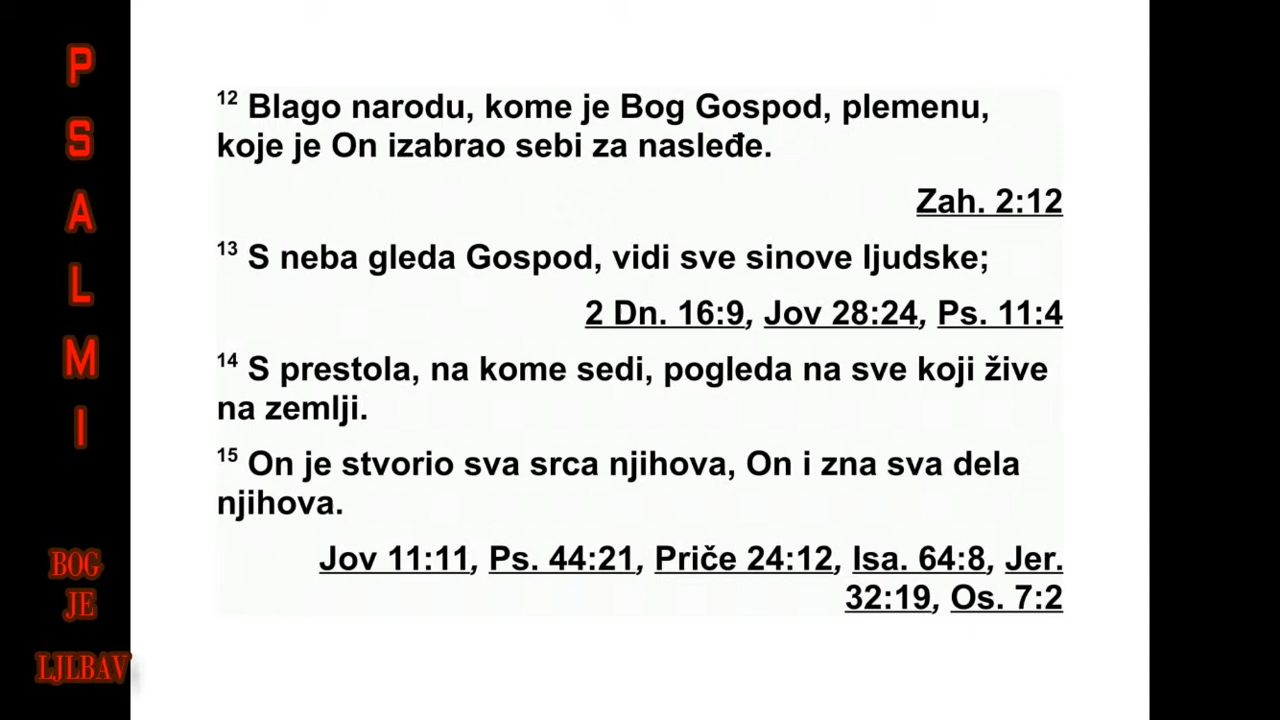 PSALMI
BOG
JE
LJLBAV
12 Blago narodu, kome je Bog Gospod, plemenu,
koje je On izabrao sebi za nasleđe.
Zah. 2:12
13 S neba gleda Gospod, vidi sve sinove ljudske;
2 Dn. 16:9, Jov 28:24, Ps. 11:4
14 S prestola, na kome sedi, pogleda na sve koji žive
na zemlji.
15 On je stvorio sva srca njihova, On i zna sva dela
njihova.
Jov 11:11, Ps. 44:21, Priče 24:12, Isa. 64:8, Jer.
32:19, Os. 7:2